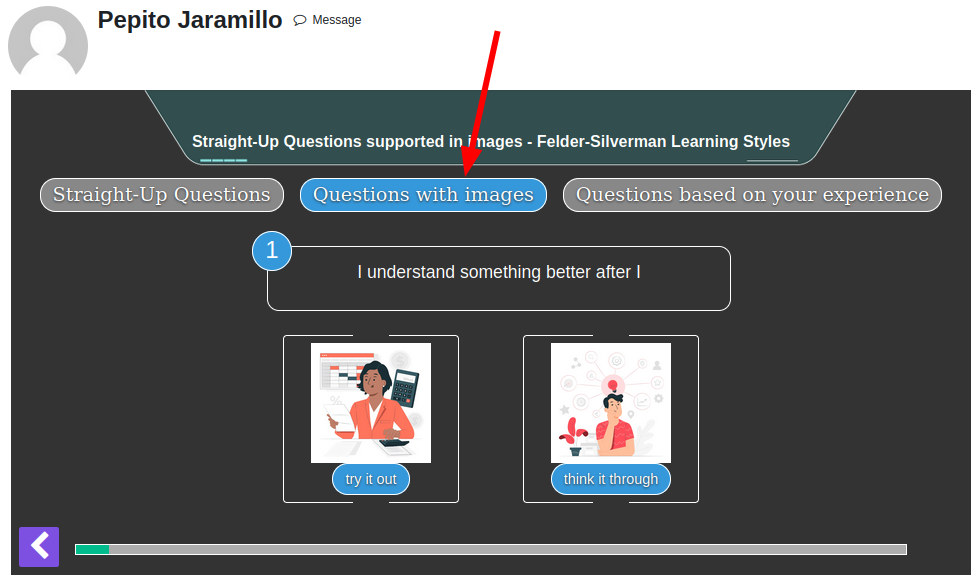 Pepito Jaramillo
Message
Straight-Up Questions supported in images - Felder-Silverman Learning Styles
Straight-Up Questions
Questions with images
Questions based on your experience
1
I understand something better after I
try it out
think it through